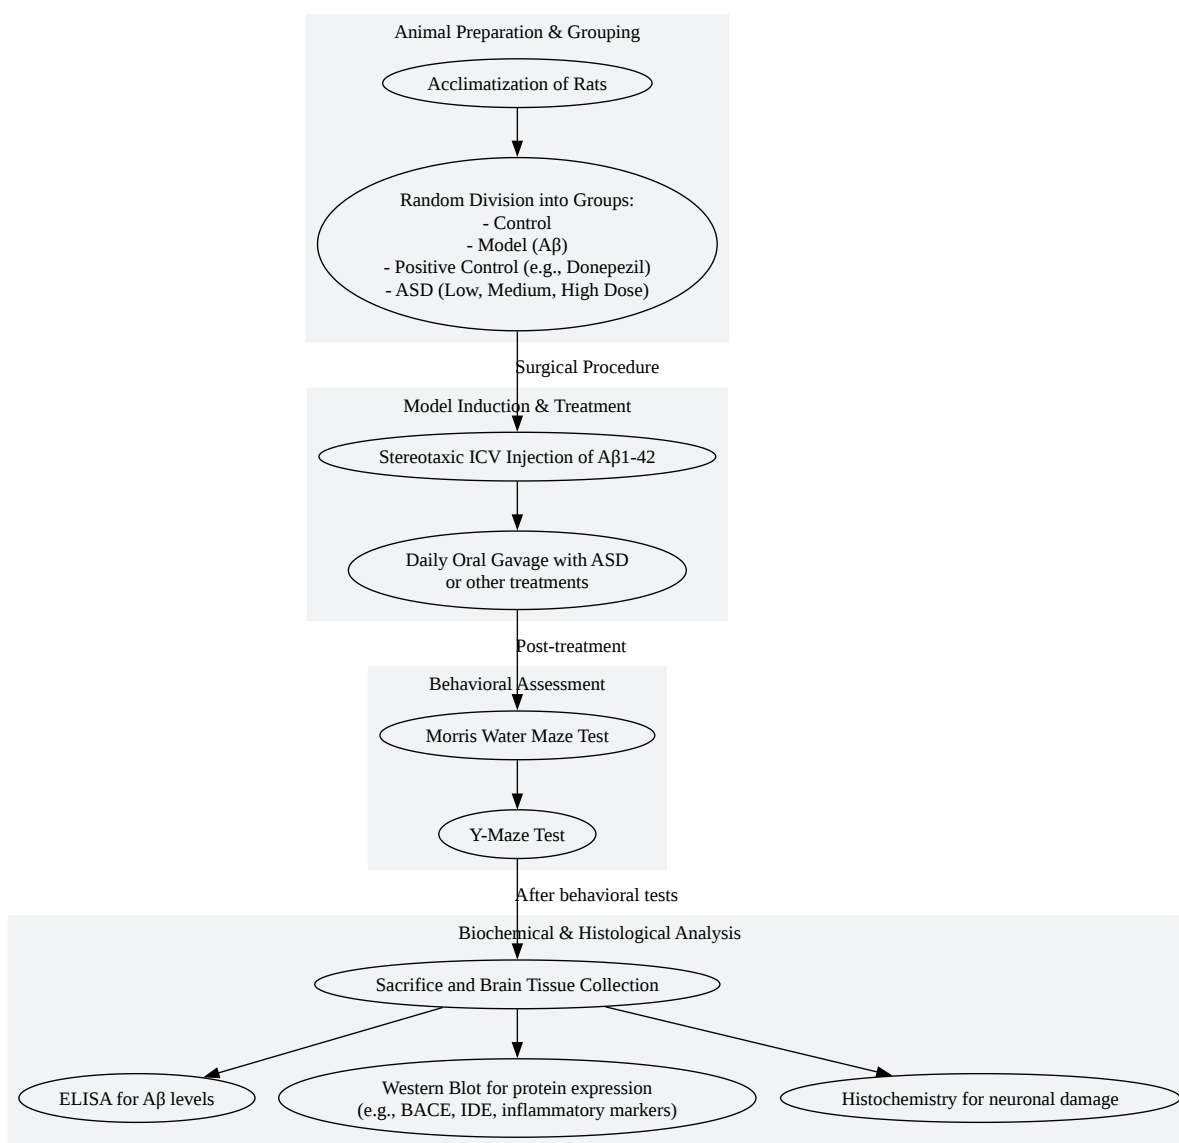 Animal Preparation & Grouping
Acclimatization of Rats
Random Division into Groups:
- Control
- Model (Aβ)
- Positive Control (e.g., Donepezil)
- ASD (Low, Medium, High Dose)
Surgical Procedure
Model Induction & Treatment
Stereotaxic ICV Injection of Aβ1-42
Daily Oral Gavage with ASD
or other treatments
Post-treatment
Behavioral Assessment
Morris Water Maze Test
Y-Maze Test
After behavioral tests
Biochemical & Histological Analysis
Sacrifice and Brain Tissue Collection
ELISA for Aβ levels
Western Blot for protein expression
(e.g., BACE, IDE, inflammatory markers)
Histochemistry for neuronal damage